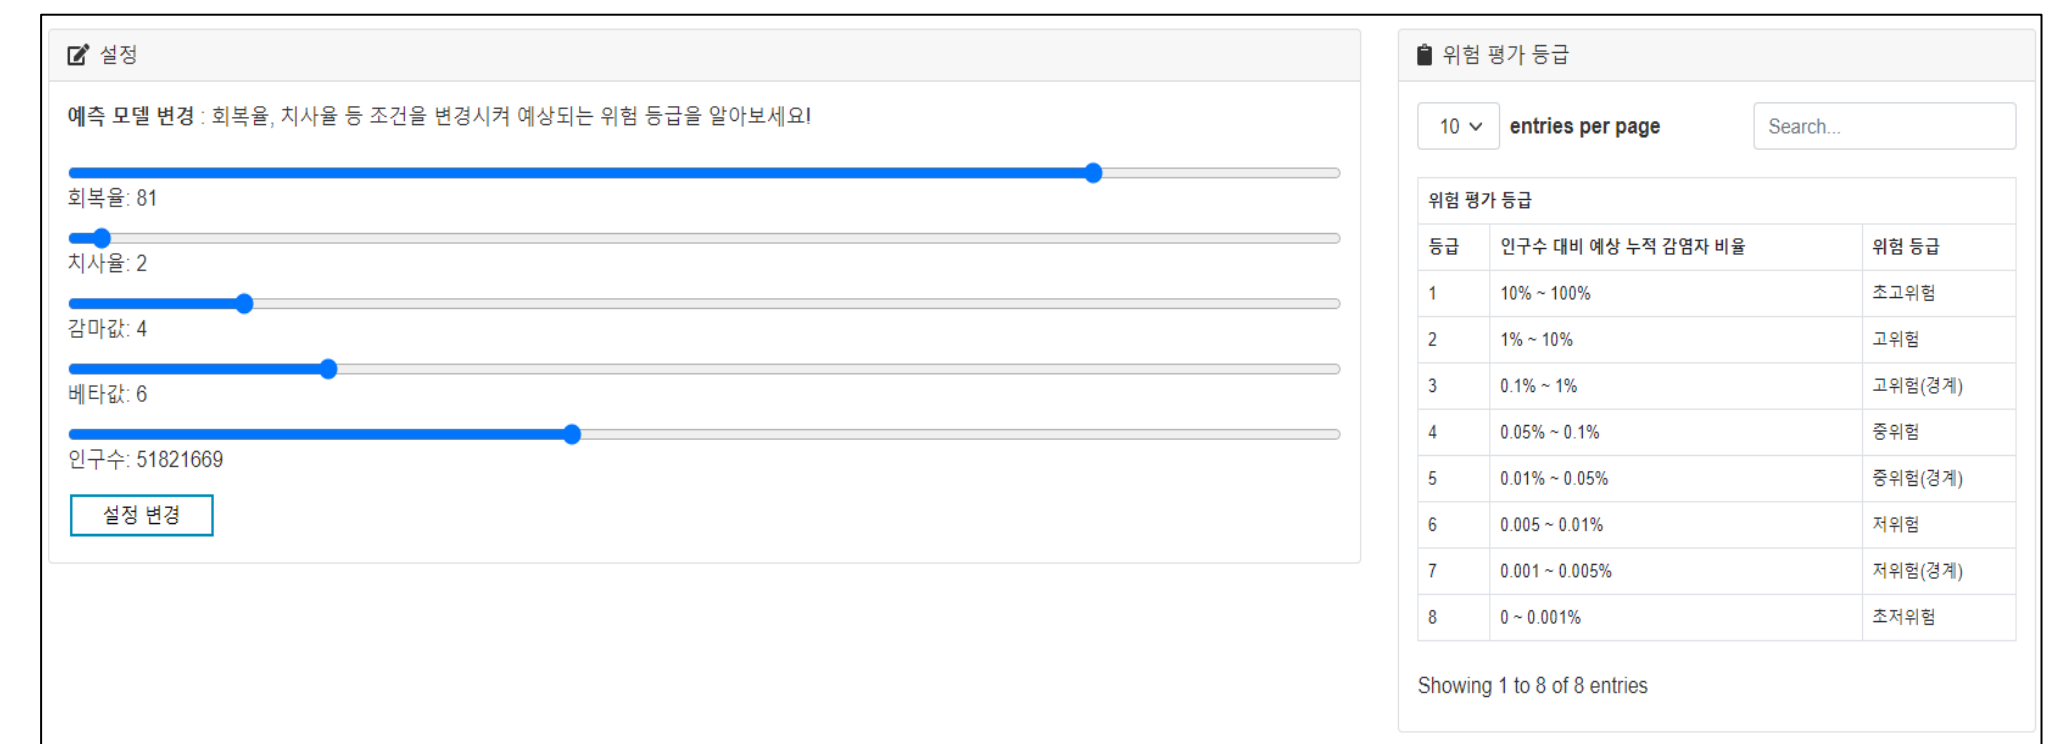 설정
예측 모델 변경 : 회복율, 치사율 등 조건을 변경시켜 예상되는 위험 등급을 알아보세요!
회복율: 81
치사율: 2
감마값: 4
베타값: 6
인구수: 51821669
설정 변경
위험 평가 등급
10 entries per page Search...
위험 평가 등급
등급 인구수 대비 예상 누적 감염자 비율 위험 등급
1 10% ~ 100% 초고위험
2 1% ~ 10% 고위험
3 0.1% ~ 1% 고위험(경계)
4 0.05% ~ 0.1% 중위험
5 0.01% ~ 0.05% 중위험(경계)
6 0.005 ~ 0.01% 저위험
7 0.001 ~ 0.005% 저위험(경계)
8 0 ~ 0.001% 초저위험
Showing 1 to 8 of 8 entries